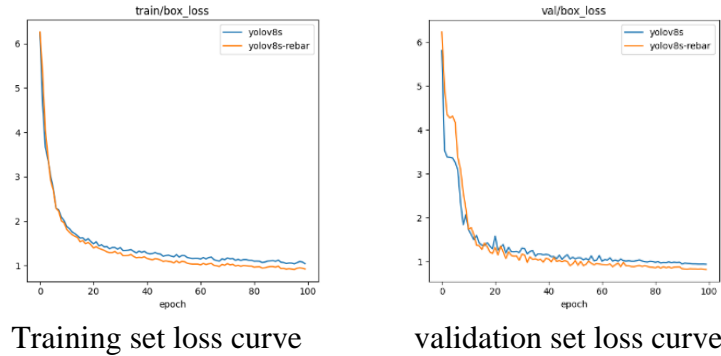 train/box_loss
yolov8s
yolov8s-rebar
6
5
4
3
2
1
0
20
40
60
80
100
epoch
Training set loss curve
val/box_loss
yolov8s
yolov8s-rebar
6
5
4
3
2
1
0
20
40
60
80
100
epoch
validation set loss curve